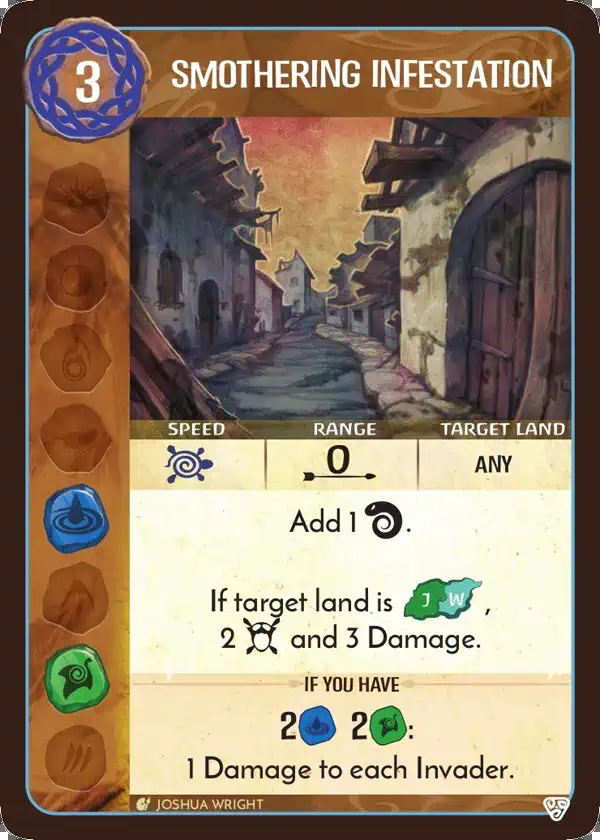 3
SMOTHERING INFESTATION
SPEED RANGE TARGET LAND
0 ANY
Add 1 .
If target land is J W ,
2 and 3 Damage.
IF YOU HAVE
2 2 :
1 Damage to each Invader.
JOSHUA WRIGHT